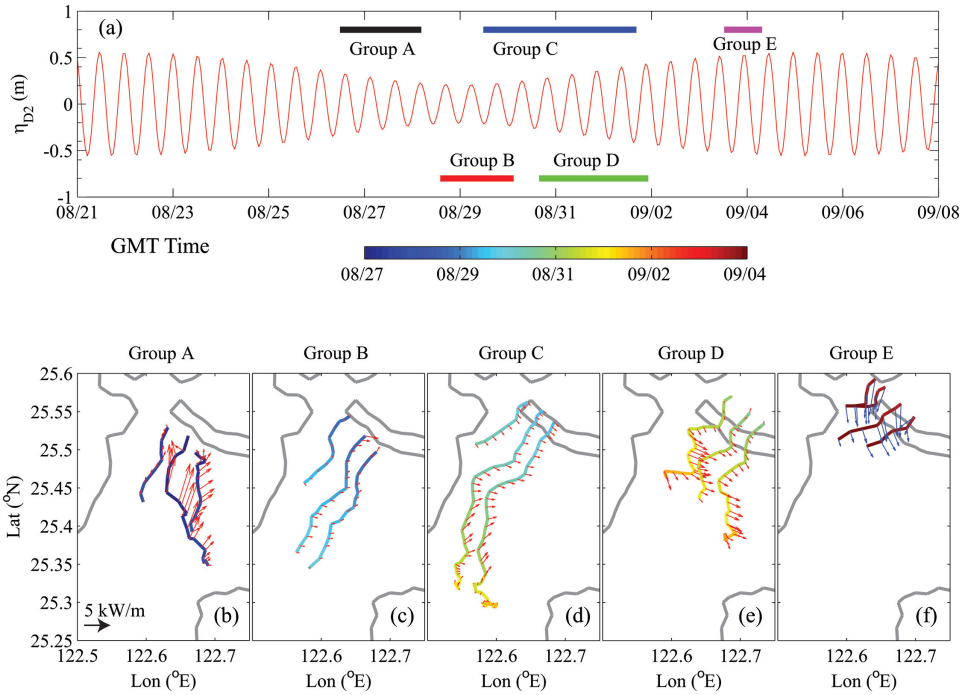 (a)
1
0.5
0
-0.5
-1
η_D2 (m)
Group A
Group C
Group E
Group B
Group D
08/21 08/23 08/25 08/27 08/29 08/31 09/02 09/04 09/06 09/08
GMT Time
08/27 08/29 08/31 09/02 09/04
Group A Group B Group C Group D Group E
25.6
25.55
25.5
25.45
25.4
25.35
25.3
25.25
Lat (°N)
5 kW/m
(b) (c) (d) (e) (f)
122.5 122.6 122.7 122.6 122.7 122.6 122.7 122.6 122.7 122.6 122.7
Lon (°E) Lon (°E) Lon (°E) Lon (°E) Lon (°E)